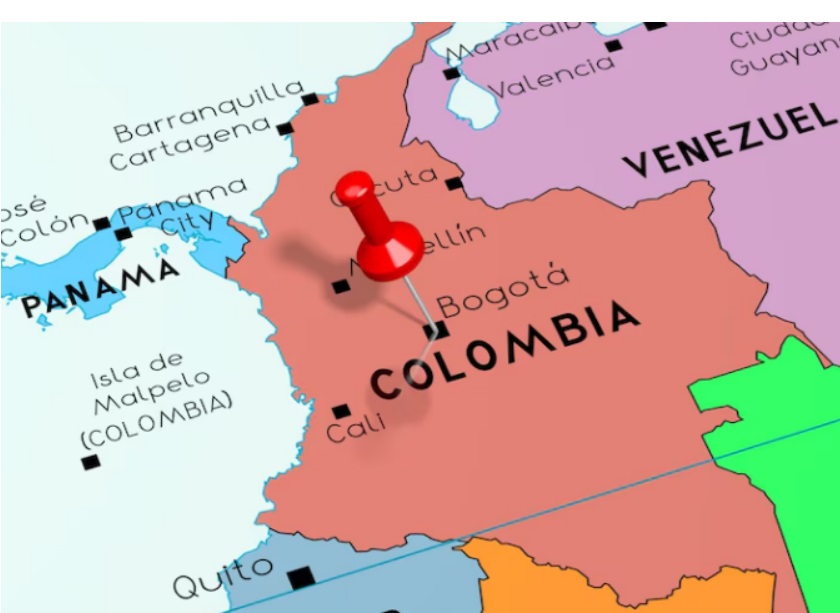 Maracaib
Ciudad
Guayan
Valencia
Barranquilla
Cartagena
VENEZUEL
osé
Colón
Panama
City
Cúcuta
ellín
PANAMA
Bogotá
COLOMBIA
Isla de
Malpelo
(COLOMBIA)
Cali
Quito